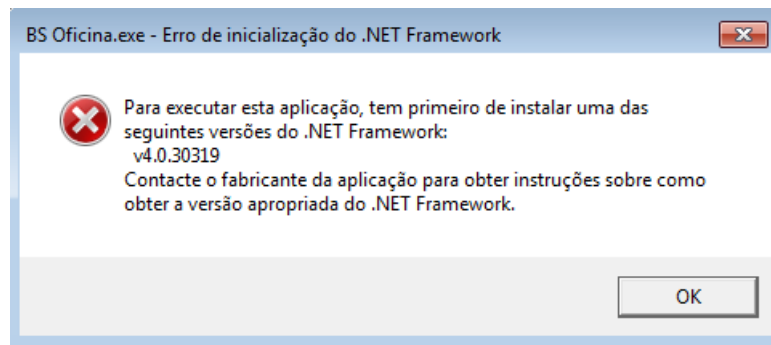 BS Oficina.exe - Erro de inicialização do .NET Framework
Para executar esta aplicação, tem primeiro de instalar uma das
seguintes versões do .NET Framework:
v4.0.30319
Contacte o fabricante da aplicação para obter instruções sobre como
obter a versão apropriada do .NET Framework.
OK